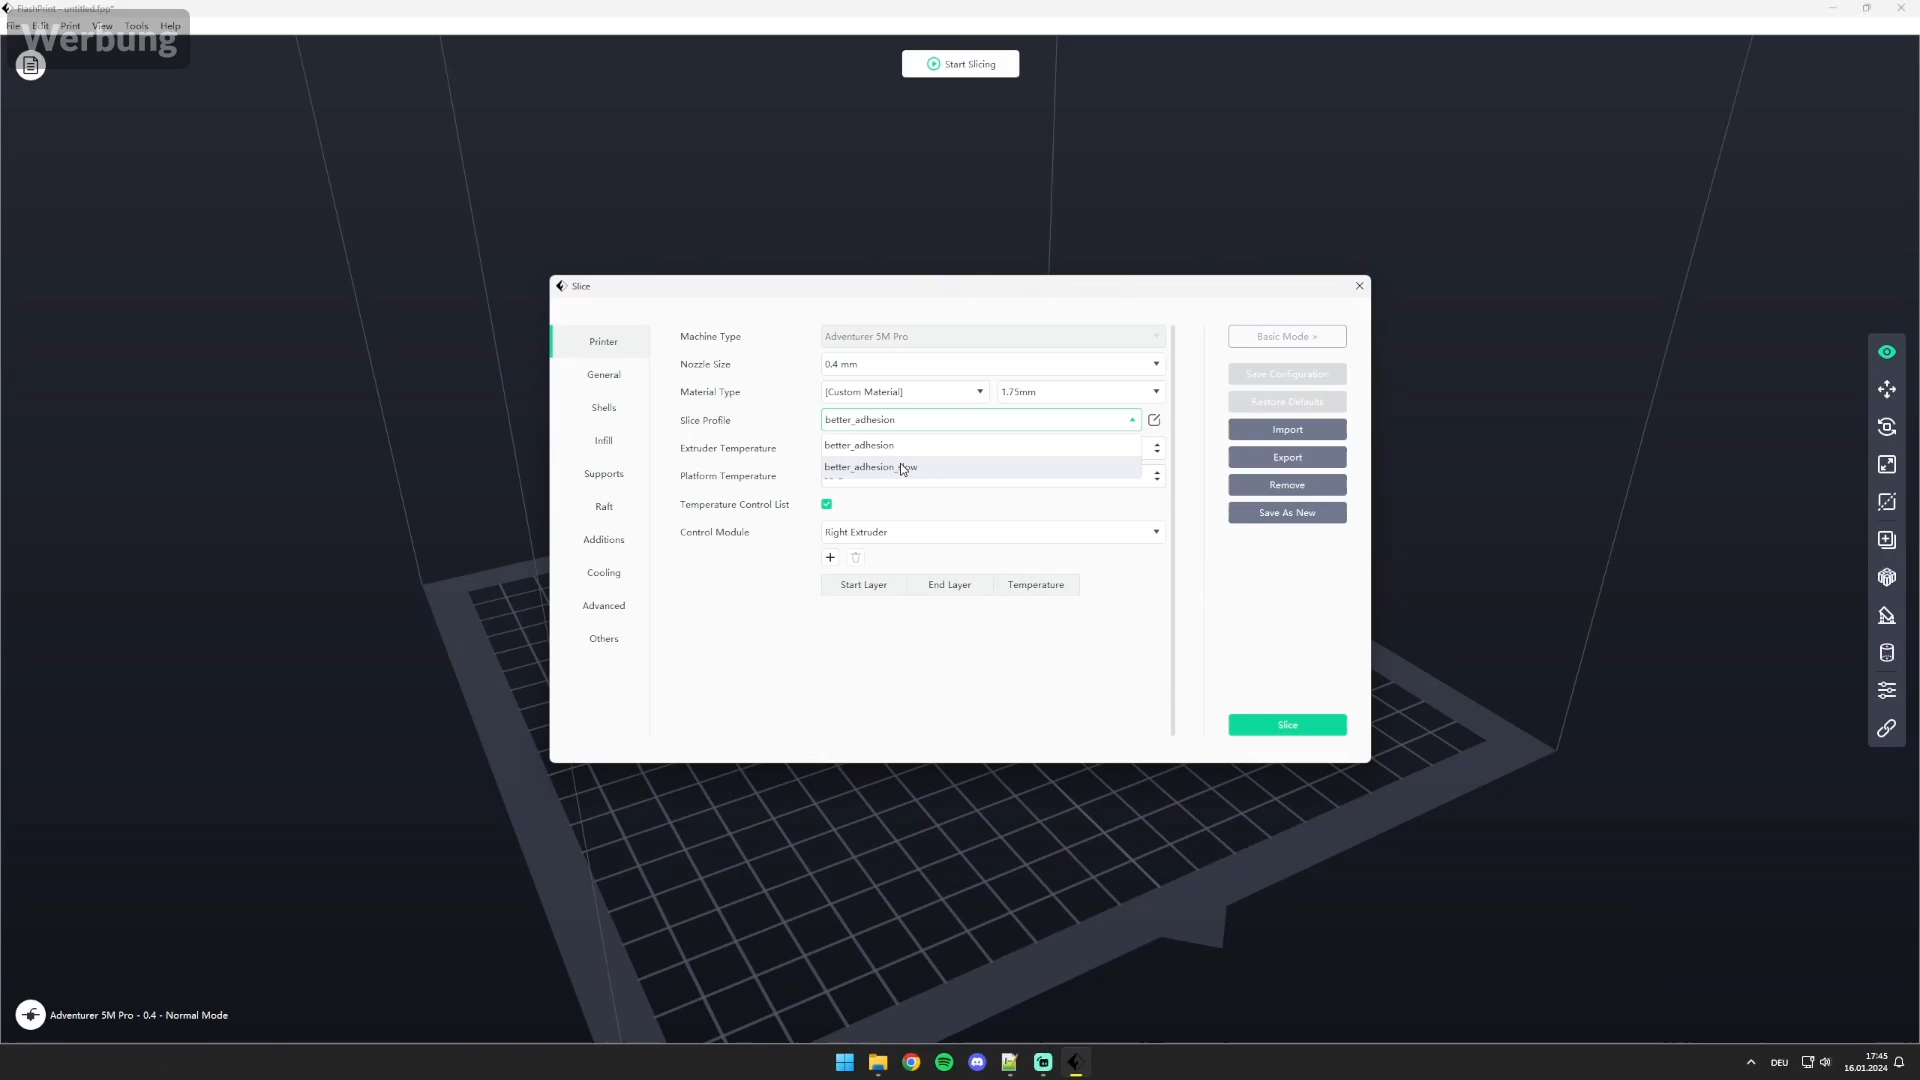 FlashPrint - untitled.fpp*
File Edit Print View Tools Help
Werbung
Start Slicing
Slice
Printer
General
Shells
Infill
Supports
Raft
Additions
Cooling
Advanced
Others
Machine Type Adventurer 5M Pro
Nozzle Size 0.4 mm
Material Type [Custom Material] 1.75mm
Slice Profile better_adhesion
better_adhesion
Extruder Temperature
better_adhesion_slow
Platform Temperature
Temperature Control List
Control Module Right Extruder
Start Layer End Layer Temperature
Basic Mode >
Save Configuration
Restore Defaults
Import
Export
Remove
Save As New
Slice
Adventurer 5M Pro - 0.4 - Normal Mode
DEU
17:45
16.01.2024